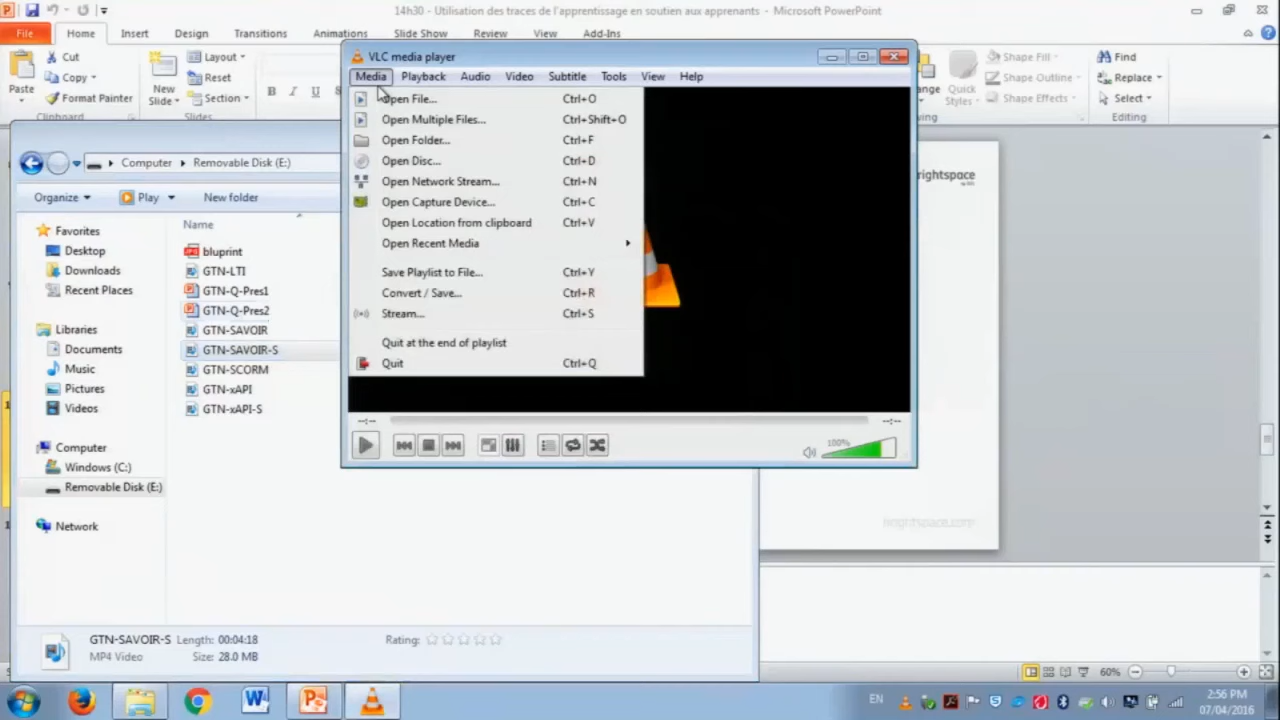 14h30 - Utilisation des traces de l'apprentissage en soutien aux apprenants - Microsoft PowerPoint
File Home Insert Design Transitions Animations Slide Show Review View Add-Ins
Paste
Cut
Copy
Format Painter
Clipboard
New
Slide
Layout
Reset
Section
Slides
B I U S
ange
Quick
Styles
Shape Fill
Shape Outline
Shape Effects
ving
Find
Replace
Select
Editing
VLC media player
Media Playback Audio Video Subtitle Tools View Help
Open File... Ctrl+O
Open Multiple Files... Ctrl+Shift+O
Open Folder... Ctrl+F
Open Disc... Ctrl+D
Open Network Stream... Ctrl+N
Open Capture Device... Ctrl+C
Open Location from clipboard Ctrl+V
Open Recent Media
Save Playlist to File... Ctrl+Y
Convert / Save... Ctrl+R
Stream... Ctrl+S
Quit at the end of playlist
Quit Ctrl+Q
--:-- --:--
100%
Computer Removable Disk (E:)
Organize Play New folder
Favorites
Desktop
Downloads
Recent Places
Libraries
Documents
Music
Pictures
Videos
Computer
Windows (C:)
Removable Disk (E:)
Network
Name
bluprint
GTN-LTI
GTN-Q-Pres1
GTN-Q-Pres2
GTN-SAVOIR
GTN-SAVOIR-S
GTN-SCORM
GTN-xAPI
GTN-xAPI-S
GTN-SAVOIR-S Length: 00:04:18 Rating:
MP4 Video Size: 28.0 MB
rightspace
60%
EN
2:56 PM
07/04/2016